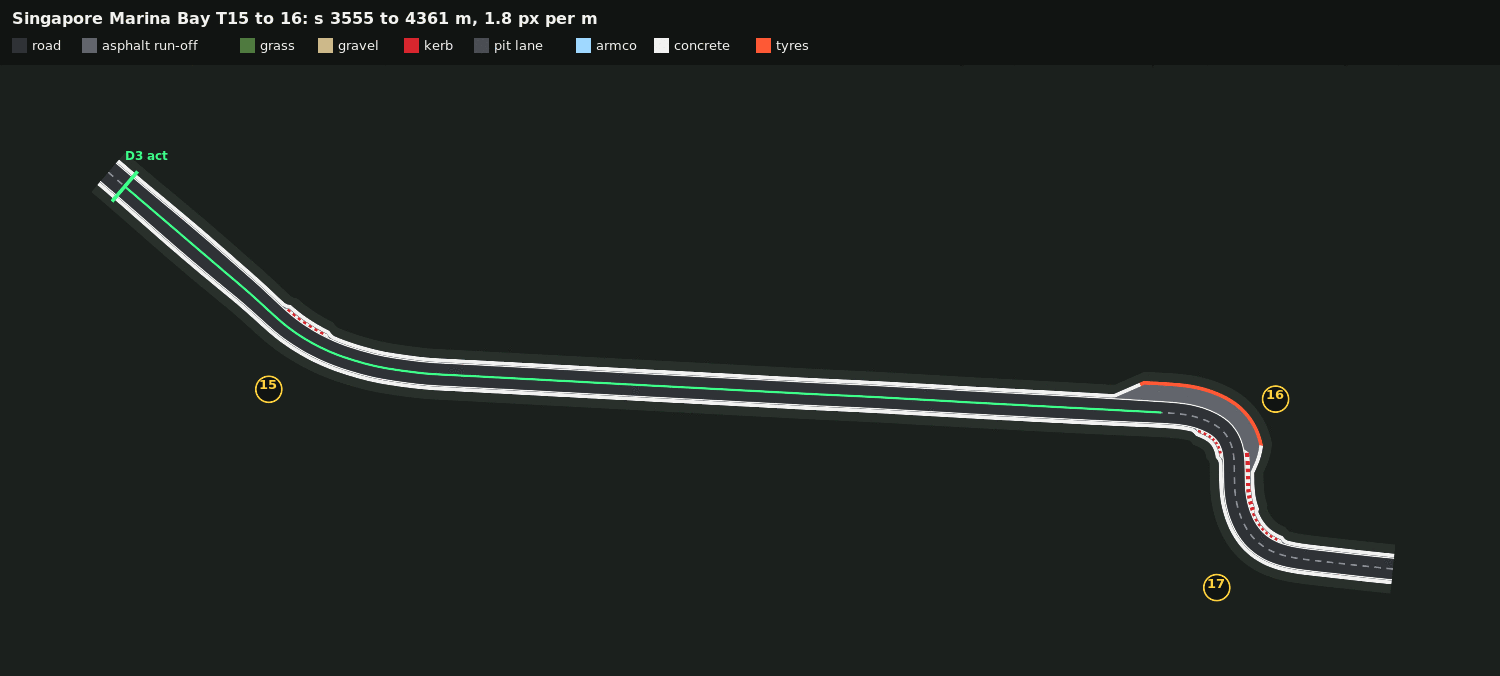 Singapore Marina Bay T15 to 16: s 3555 to 4361 m, 1.8 px per m
road asphalt run-off grass gravel kerb pit lane armco concrete tyres
D3 act
15
16
17